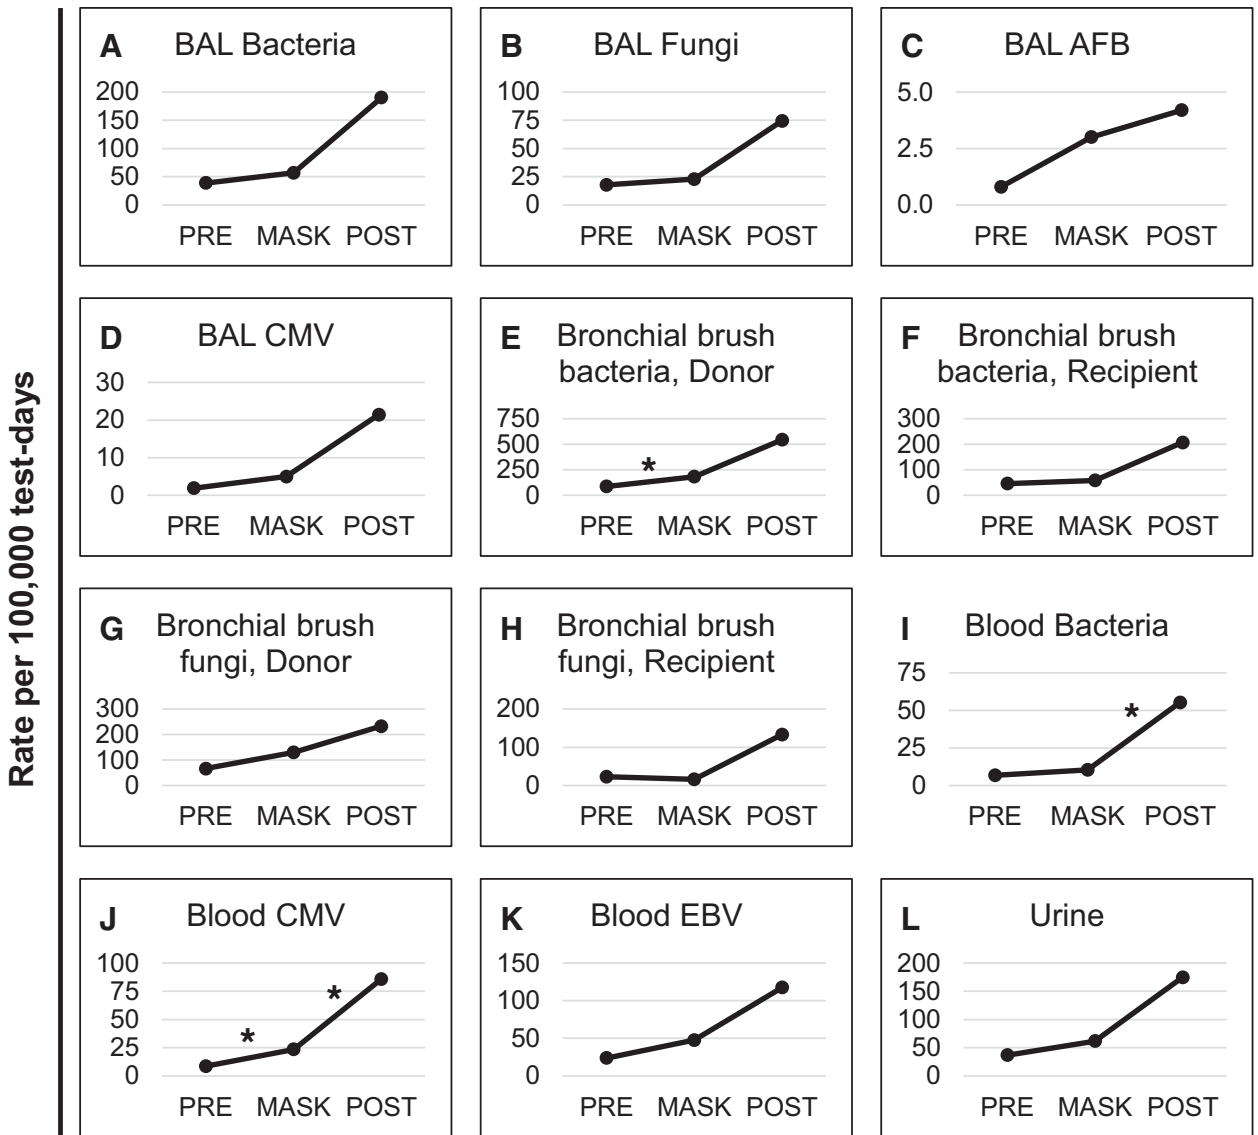 Rate per 100,000 test-days
A BAL Bacteria
200
150
100
50
0
PRE MASK POST
B BAL Fungi
100
75
50
25
0
PRE MASK POST
C BAL AFB
5.0
2.5
0.0
PRE MASK POST
D BAL CMV
30
20
10
0
PRE MASK POST
E Bronchial brush
bacteria, Donor
750
500
250
0
*
PRE MASK POST
F Bronchial brush
bacteria, Recipient
300
200
100
0
PRE MASK POST
G Bronchial brush
fungi, Donor
300
200
100
0
PRE MASK POST
H Bronchial brush
fungi, Recipient
200
100
0
PRE MASK POST
I Blood Bacteria
75
50
25
0
*
PRE MASK POST
J Blood CMV
100
75
50
25
0
*
*
PRE MASK POST
K Blood EBV
150
100
50
0
PRE MASK POST
L Urine
200
150
100
50
0
PRE MASK POST